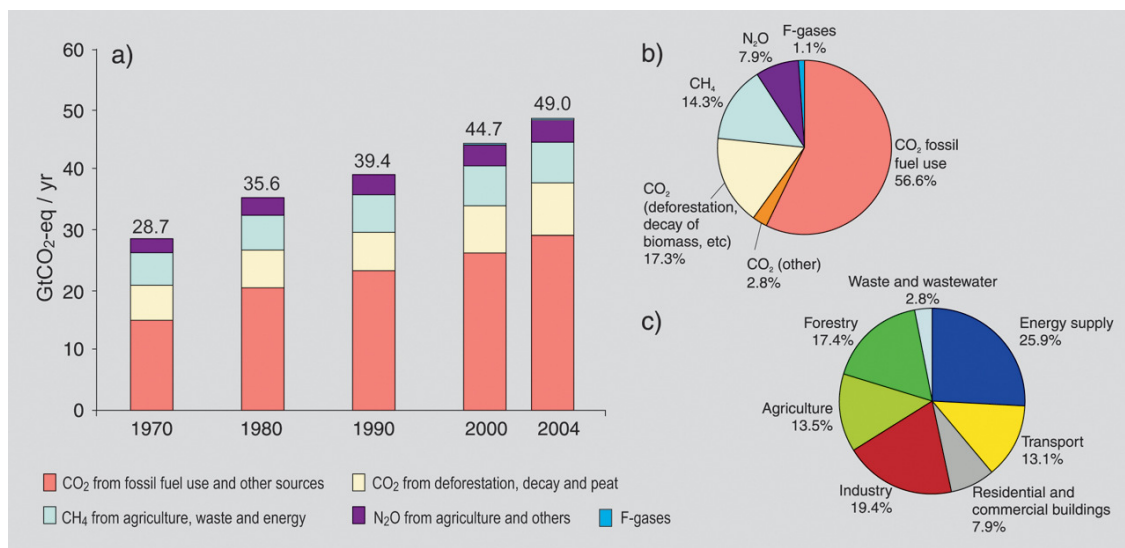 a)
60
50
40
30
20
10
0
GtCO₂-eq / yr
28.7
35.6
39.4
44.7
49.0
1970
1980
1990
2000
2004
CO₂ from fossil fuel use and other sources
CO₂ from deforestation, decay and peat
CH₄ from agriculture, waste and energy
N₂O from agriculture and others
F-gases
b)
F-gases
1.1%
N₂O
7.9%
CH₄
14.3%
CO₂ fossil
fuel use
56.6%
CO₂
(deforestation,
decay of
biomass, etc)
17.3%
CO₂ (other)
2.8%
c)
Waste and wastewater
2.8%
Forestry
17.4%
Energy supply
25.9%
Agriculture
13.5%
Transport
13.1%
Industry
19.4%
Residential and
commercial buildings
7.9%